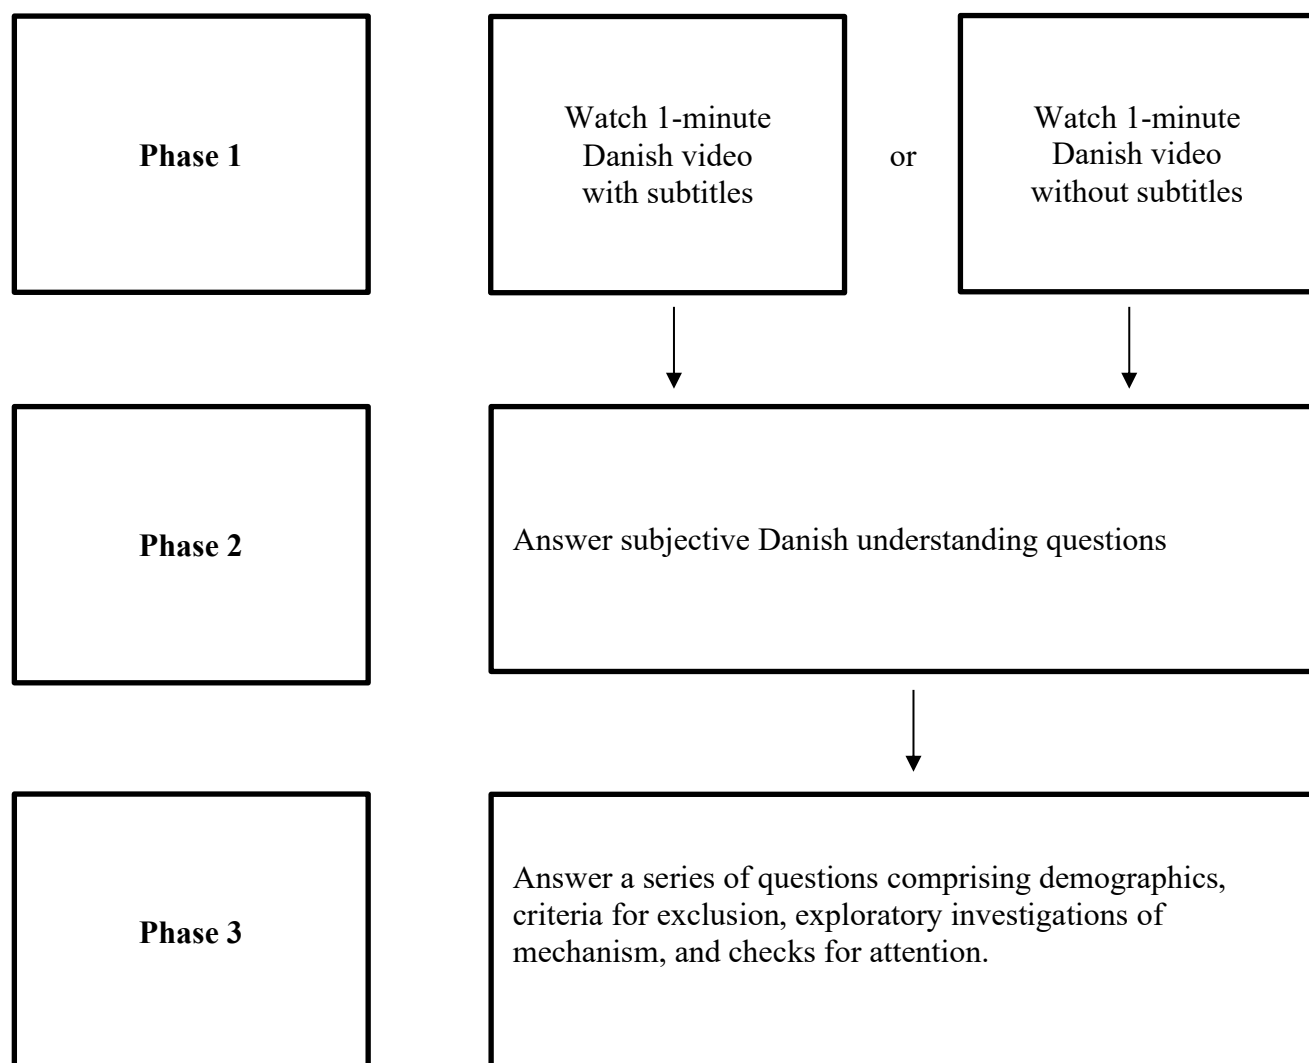 Phase 1
Watch 1-minute
Danish video
with subtitles
or
Watch 1-minute
Danish video
without subtitles
Phase 2
Answer subjective Danish understanding questions
Phase 3
Answer a series of questions comprising demographics,
criteria for exclusion, exploratory investigations of
mechanism, and checks for attention.